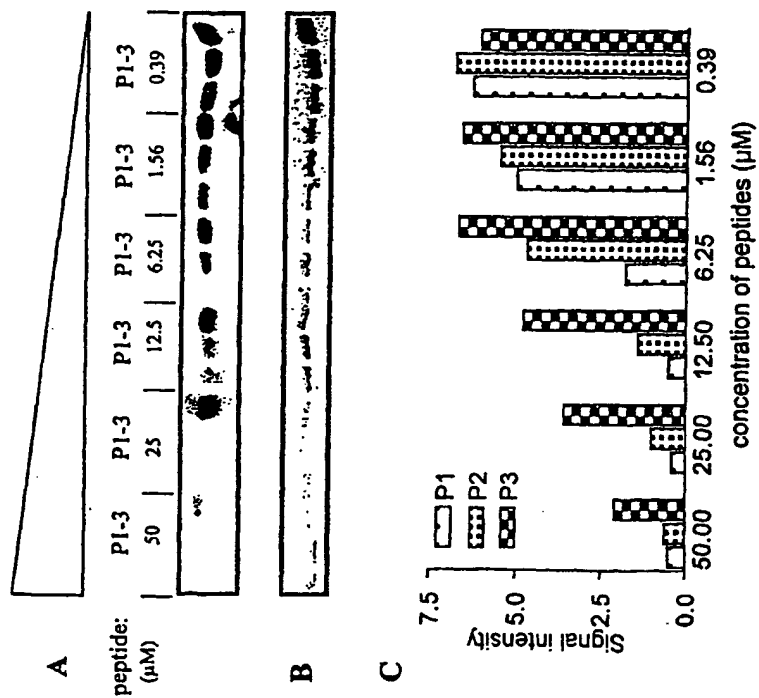 A
P1-3 P1-3 P1-3 P1-3 P1-3 P1-3
peptide:
(µM) 50 25 12.5 6.25 1.56 0.39
B
C
7.5
5.0
2.5
0.0
Signal intensity
P1
P2
P3
50.00 25.00 12.50 6.25 1.56 0.39
concentration of peptides (µM)